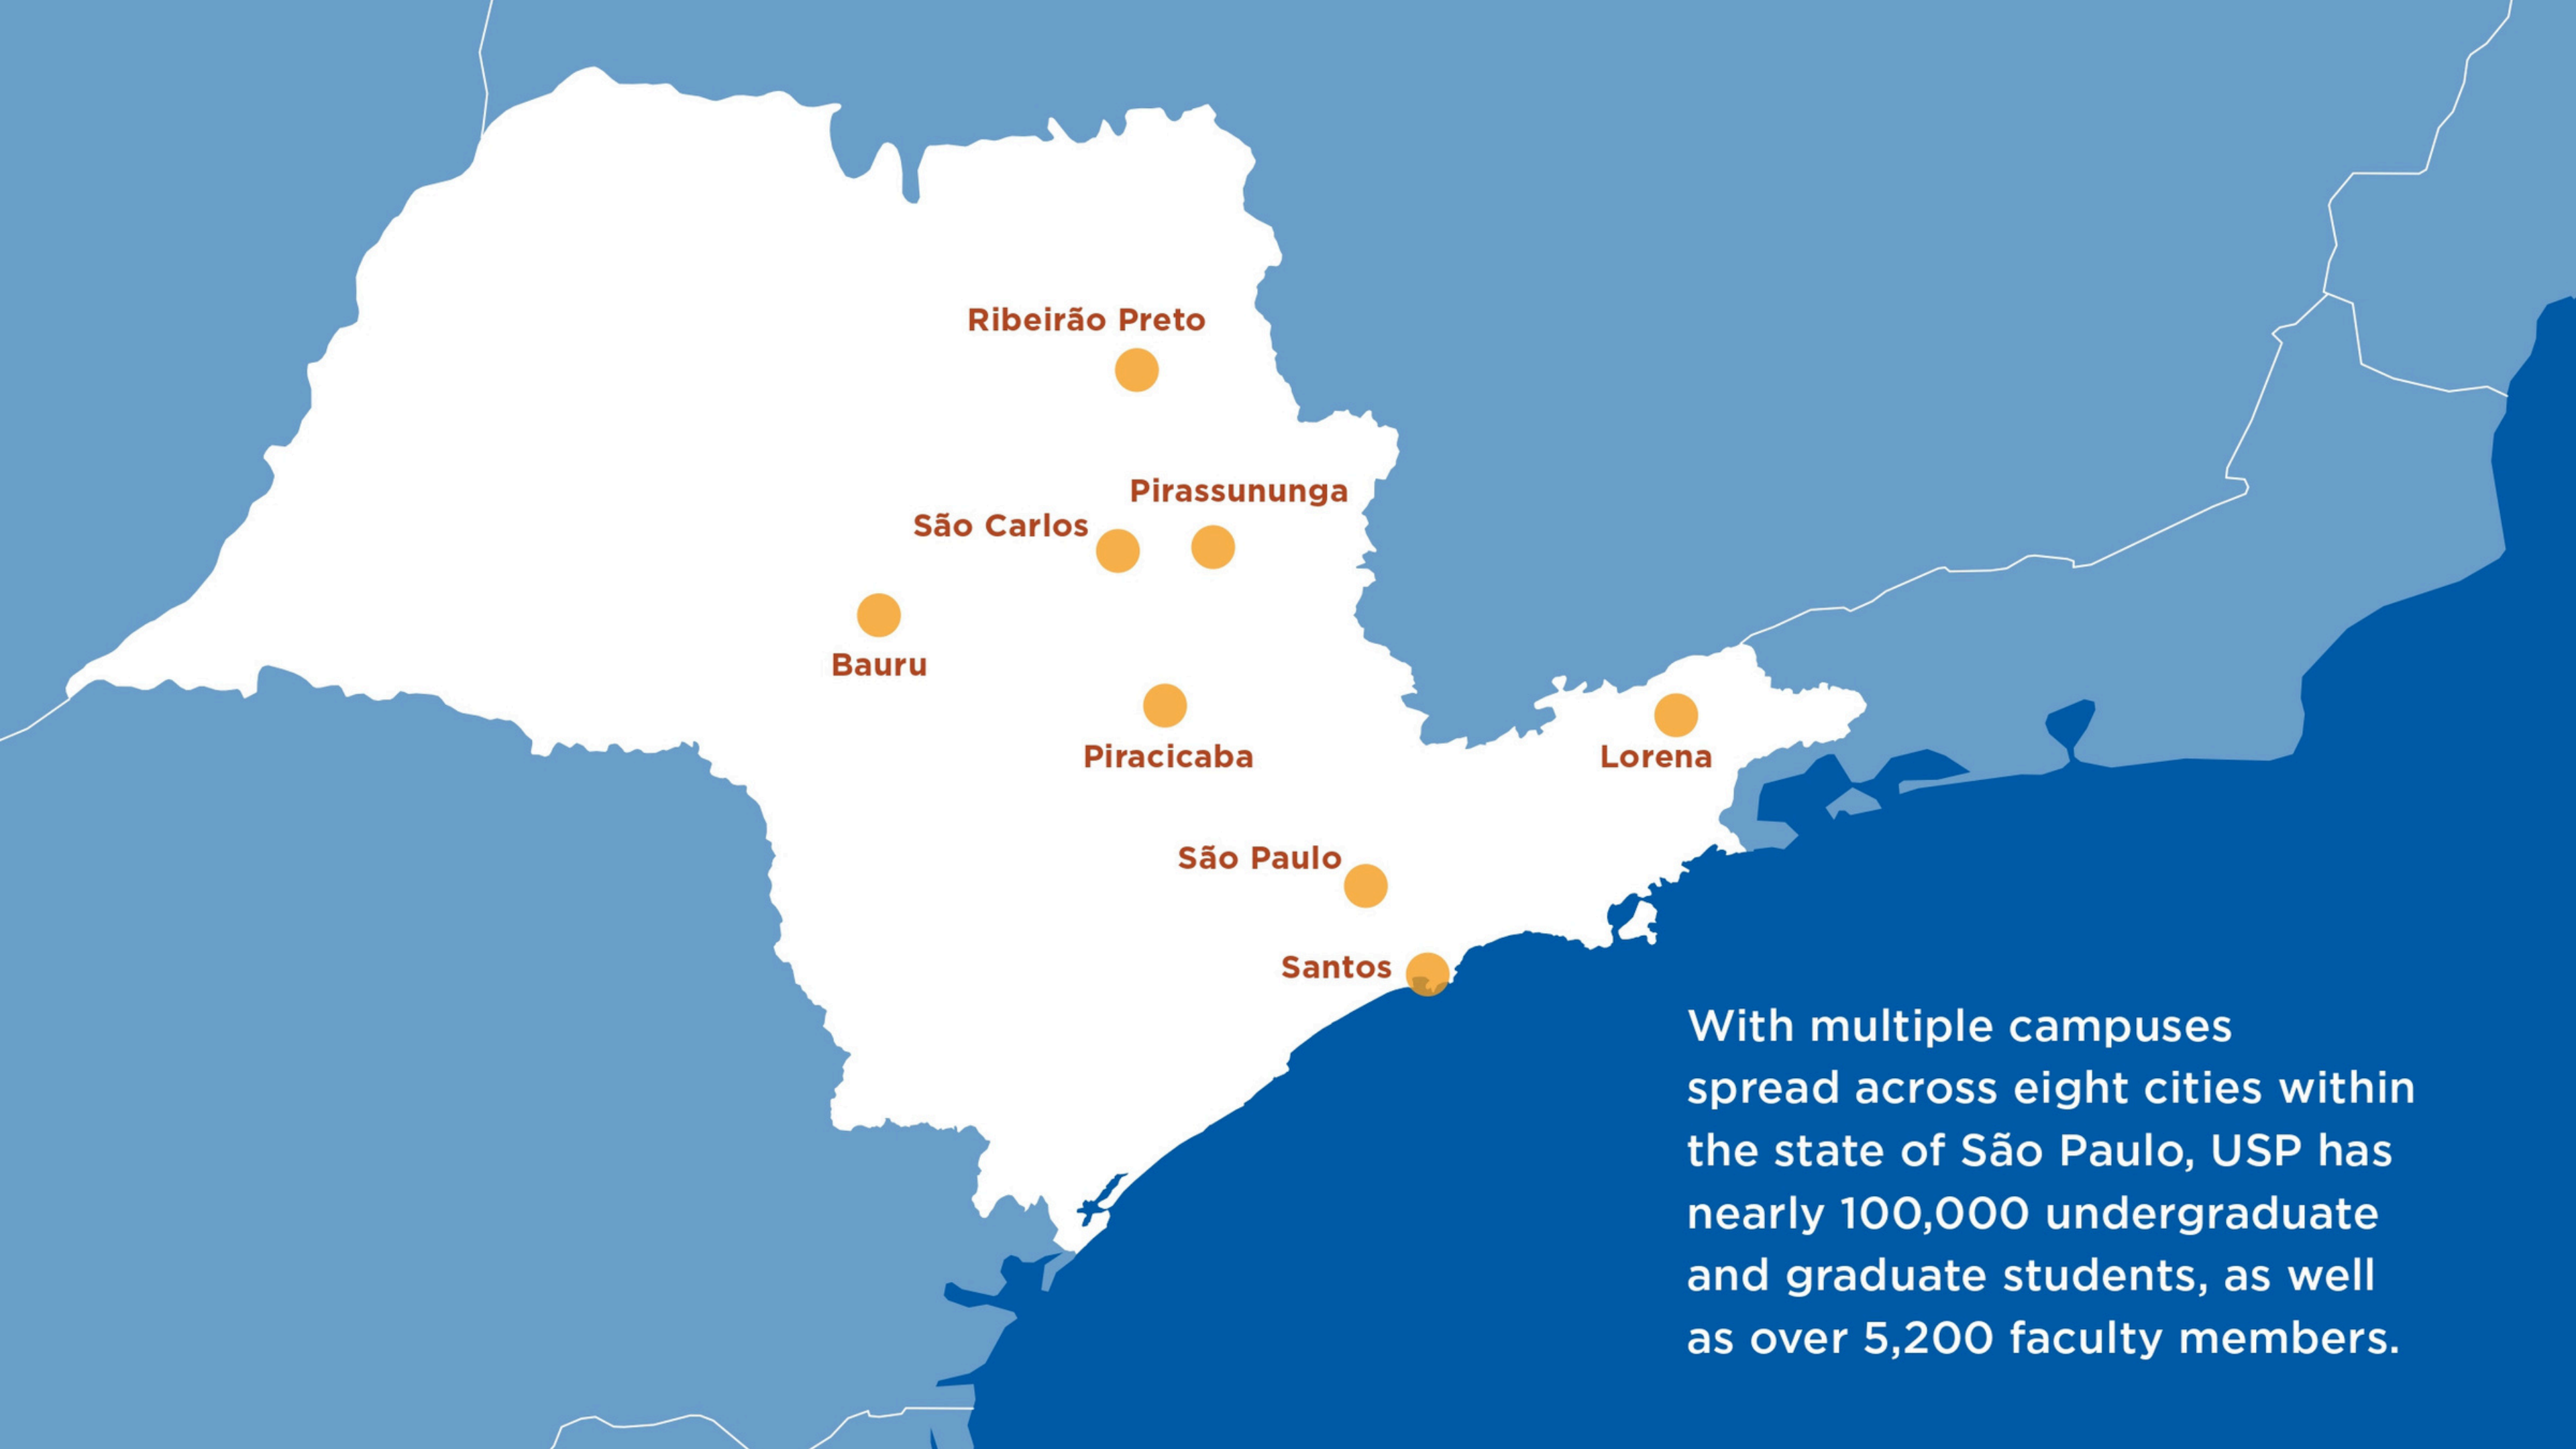 Ribeirão Preto
Pirassununga
São Carlos
Bauru
Piracicaba
Lorena
São Paulo
Santos
With multiple campuses
spread across eight cities within
the state of São Paulo, USP has
nearly 100,000 undergraduate
and graduate students, as well
as over 5,200 faculty members.